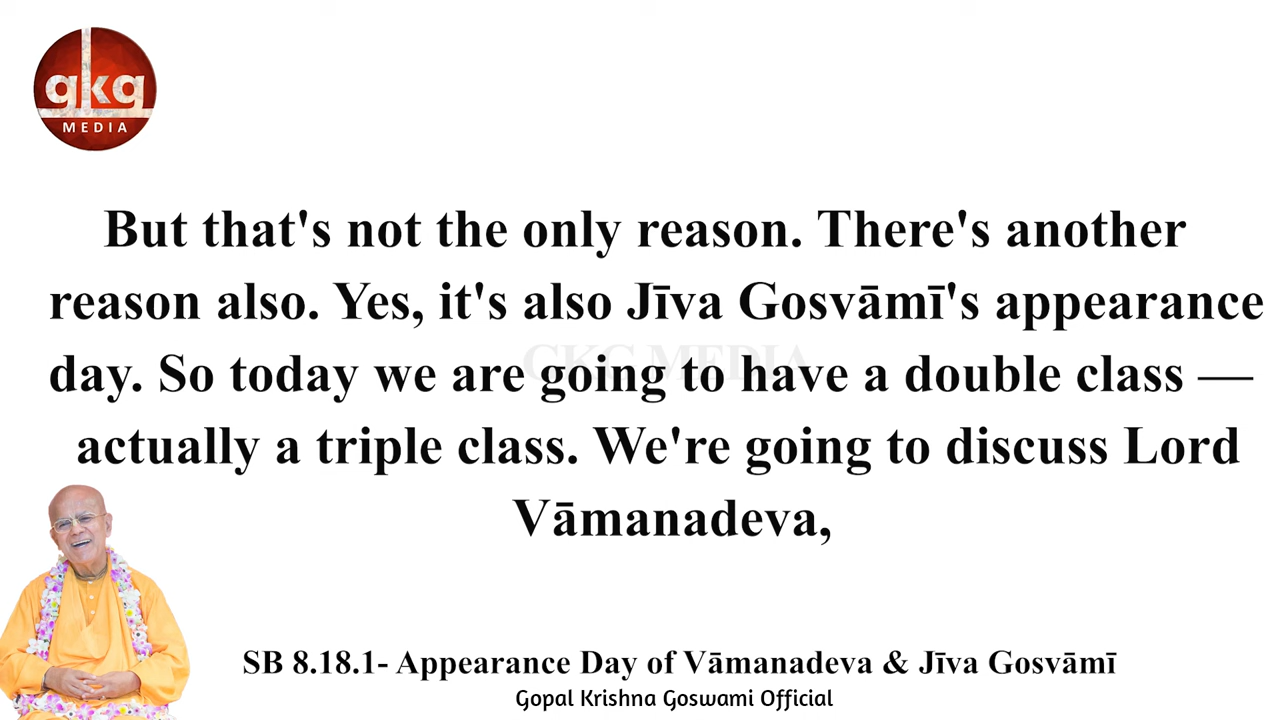 gkg
MEDIA
But that's not the only reason. There's another
reason also. Yes, it's also Jīva Gosvāmī's appearance
day. So today we are going to have a double class —
actually a triple class. We're going to discuss Lord
Vāmanadeva,
GKG MEDIA
SB 8.18.1- Appearance Day of Vāmanadeva & Jīva Gosvāmī
Gopal Krishna Goswami Official